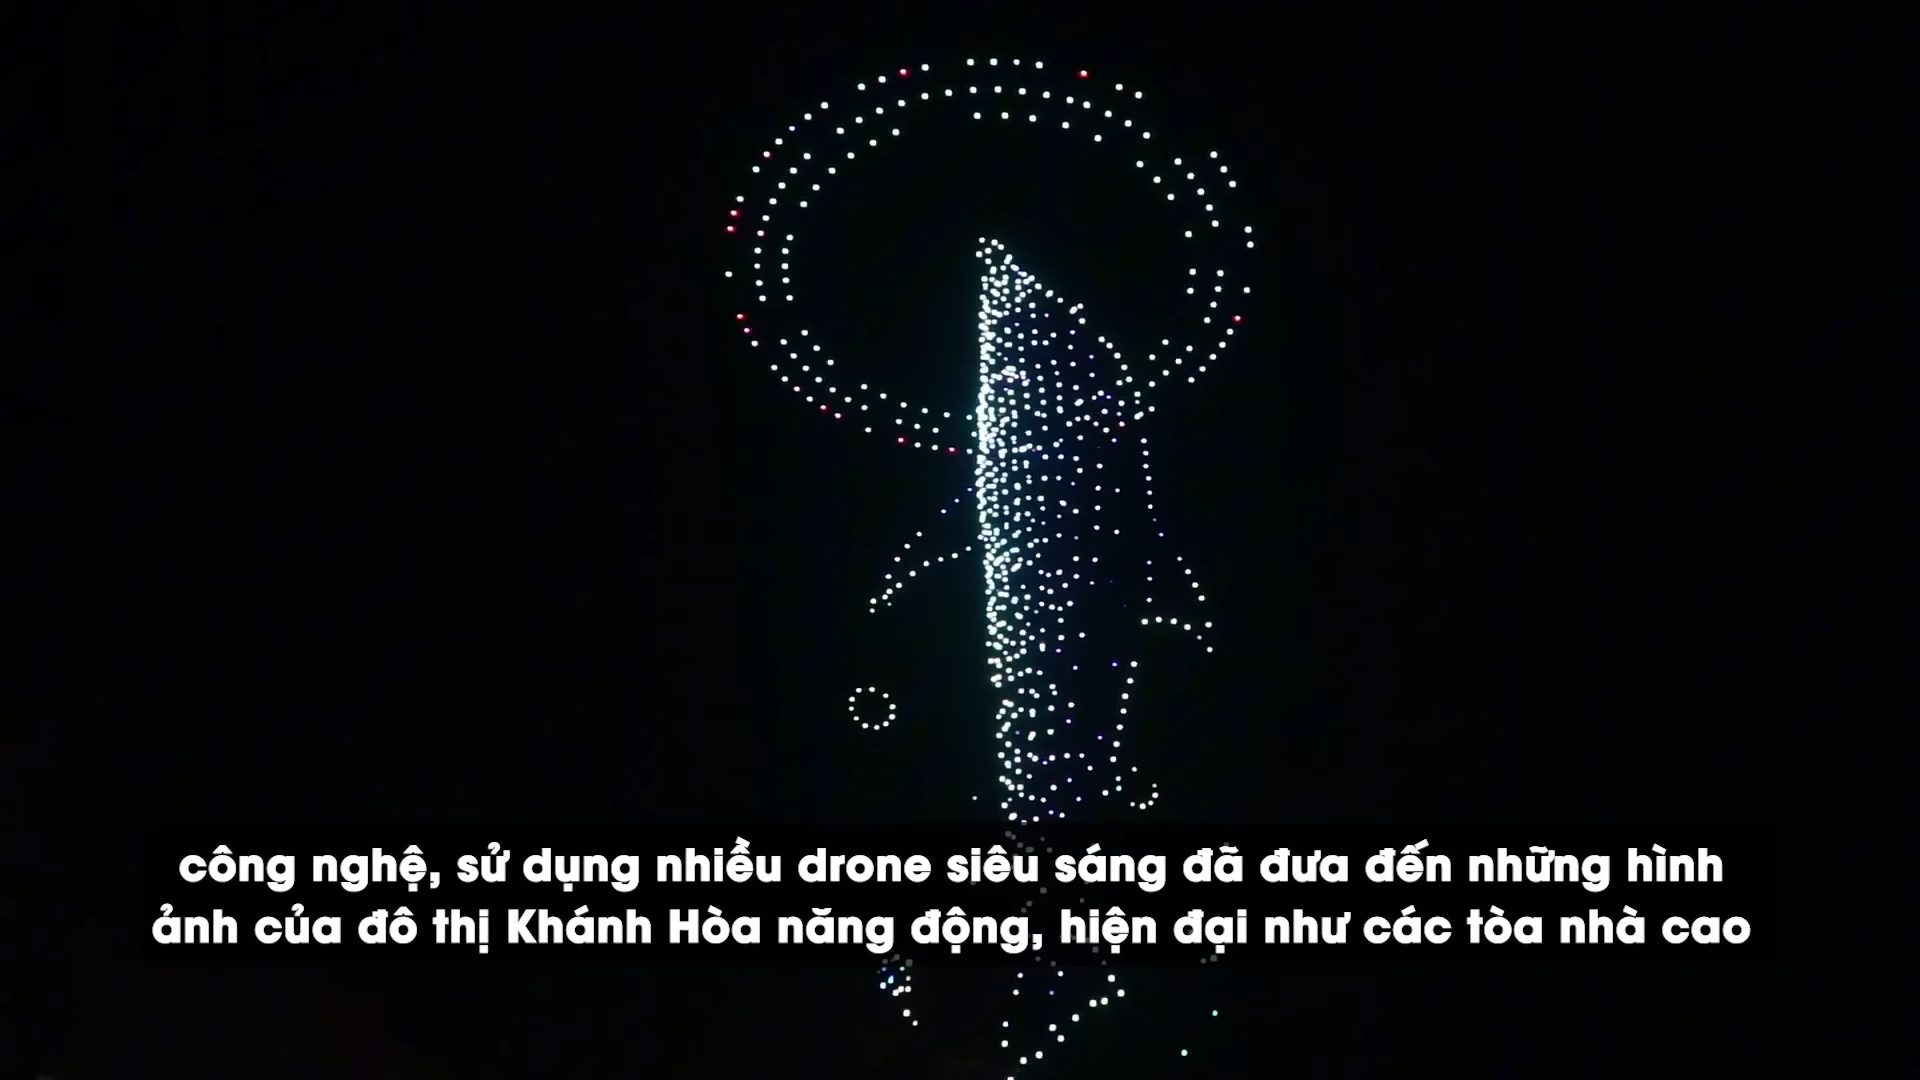 công nghệ, sử dụng nhiều drone siêu sáng đã đưa đến những hình
ảnh của đô thị Khánh Hòa năng động, hiện đại như các tòa nhà cao